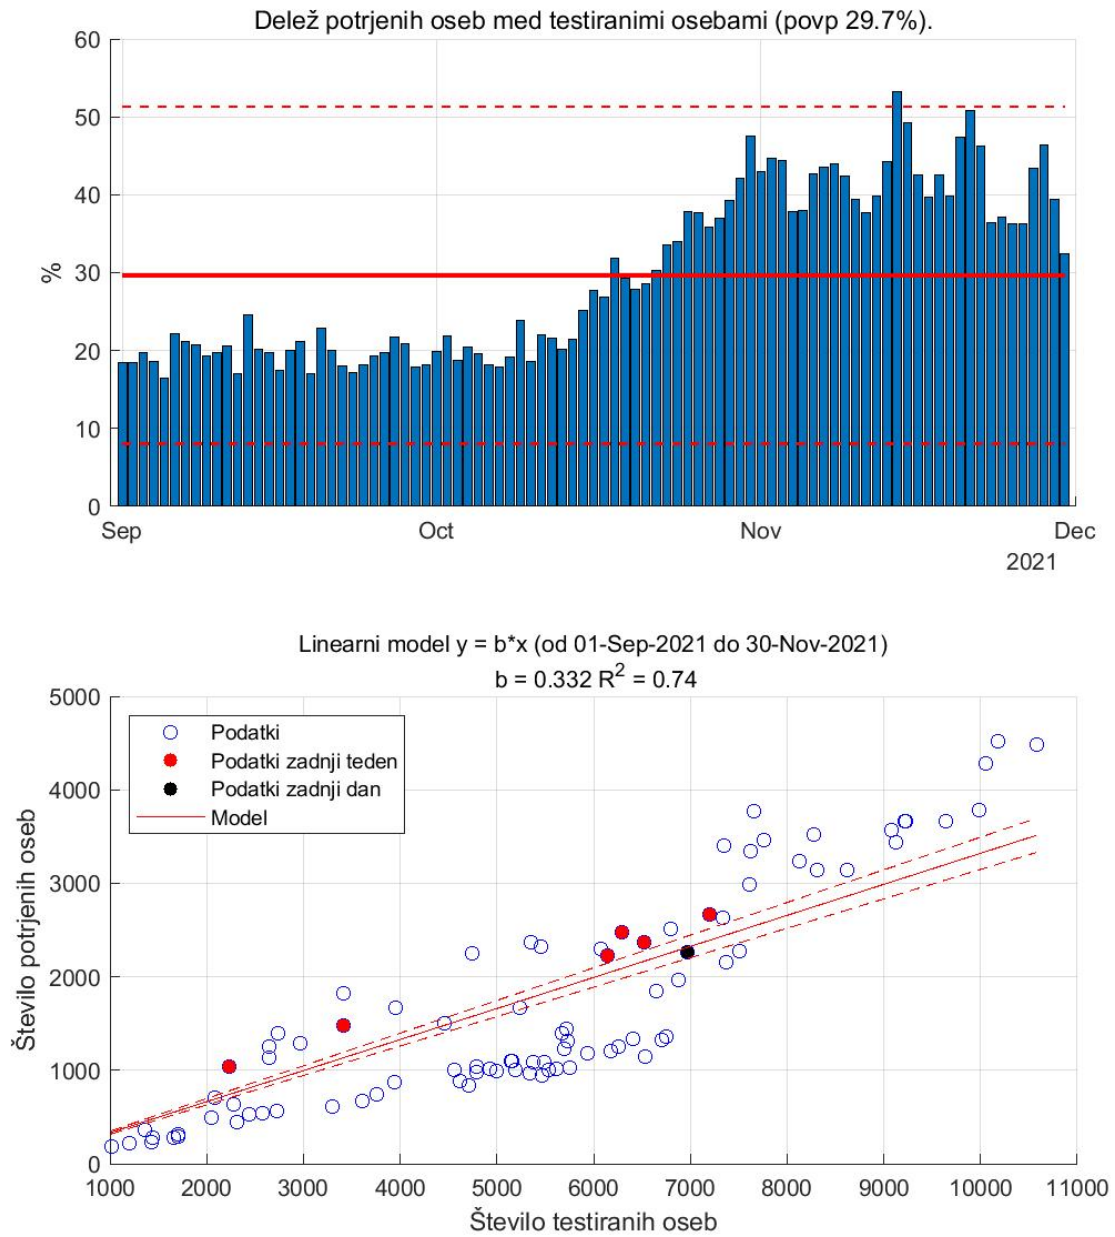 Delež potrjenih oseb med testiranimi osebami (povp 29.7%).
60
50
40
30
20
10
0
%
Sep Oct Nov Dec
2021
Linearni model y = b*x (od 01-Sep-2021 do 30-Nov-2021)
b = 0.332 R² = 0.74
5000
4000
3000
2000
1000
0
Število potrjenih oseb
Podatki
Podatki zadnji teden
Podatki zadnji dan
Model
1000 2000 3000 4000 5000 6000 7000 8000 9000 10000 11000
Število testiranih oseb